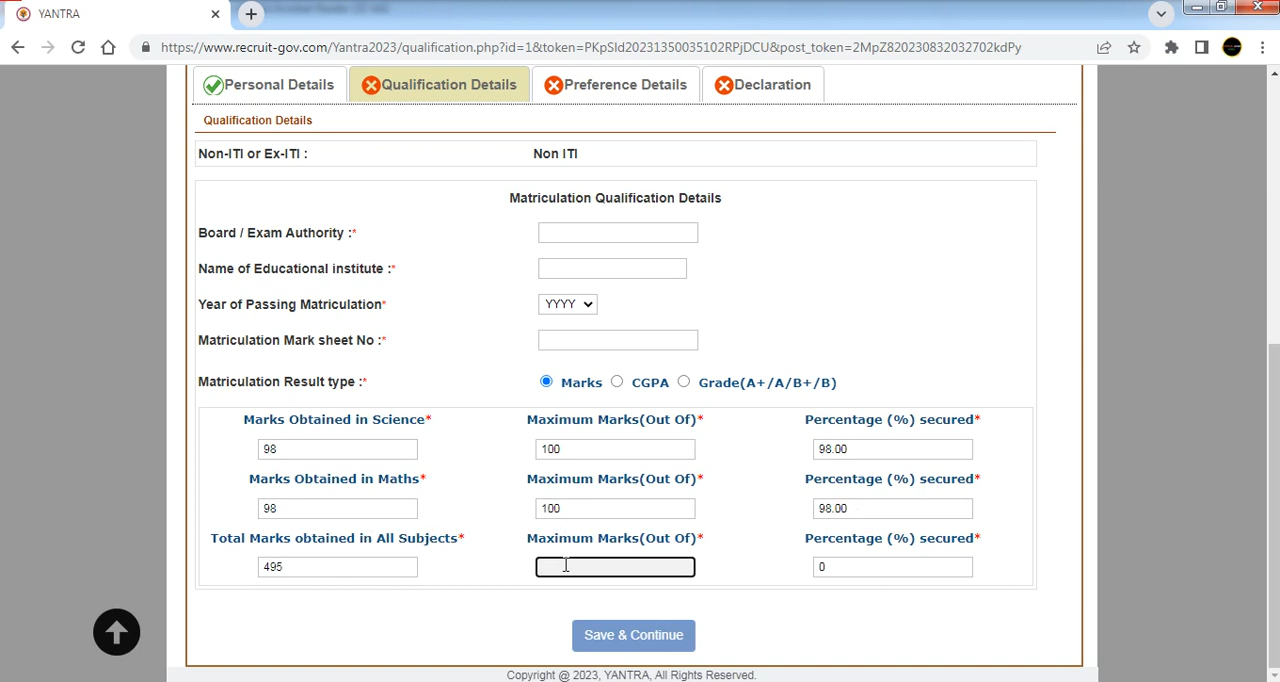 YANTRA
https://www.recruit-gov.com/Yantra2023/qualification.php?id=1&token=PKpSId20231350035102RPjDCU&post_token=2MpZ820230832032702kdPy
Personal Details Qualification Details Preference Details Declaration
Qualification Details
Non-ITI or Ex-ITI : Non ITI
Matriculation Qualification Details
Board / Exam Authority :*
Name of Educational institute :*
Year of Passing Matriculation* YYYY
Matriculation Mark sheet No :*
Matriculation Result type :* Marks CGPA Grade(A+/A/B+/B)
Marks Obtained in Science* Maximum Marks(Out Of)* Percentage (%) secured*
98 100 98.00
Marks Obtained in Maths* Maximum Marks(Out Of)* Percentage (%) secured*
98 100 98.00
Total Marks obtained in All Subjects* Maximum Marks(Out Of)* Percentage (%) secured*
495 0
Save & Continue
Copyright @ 2023, YANTRA, All Rights Reserved.